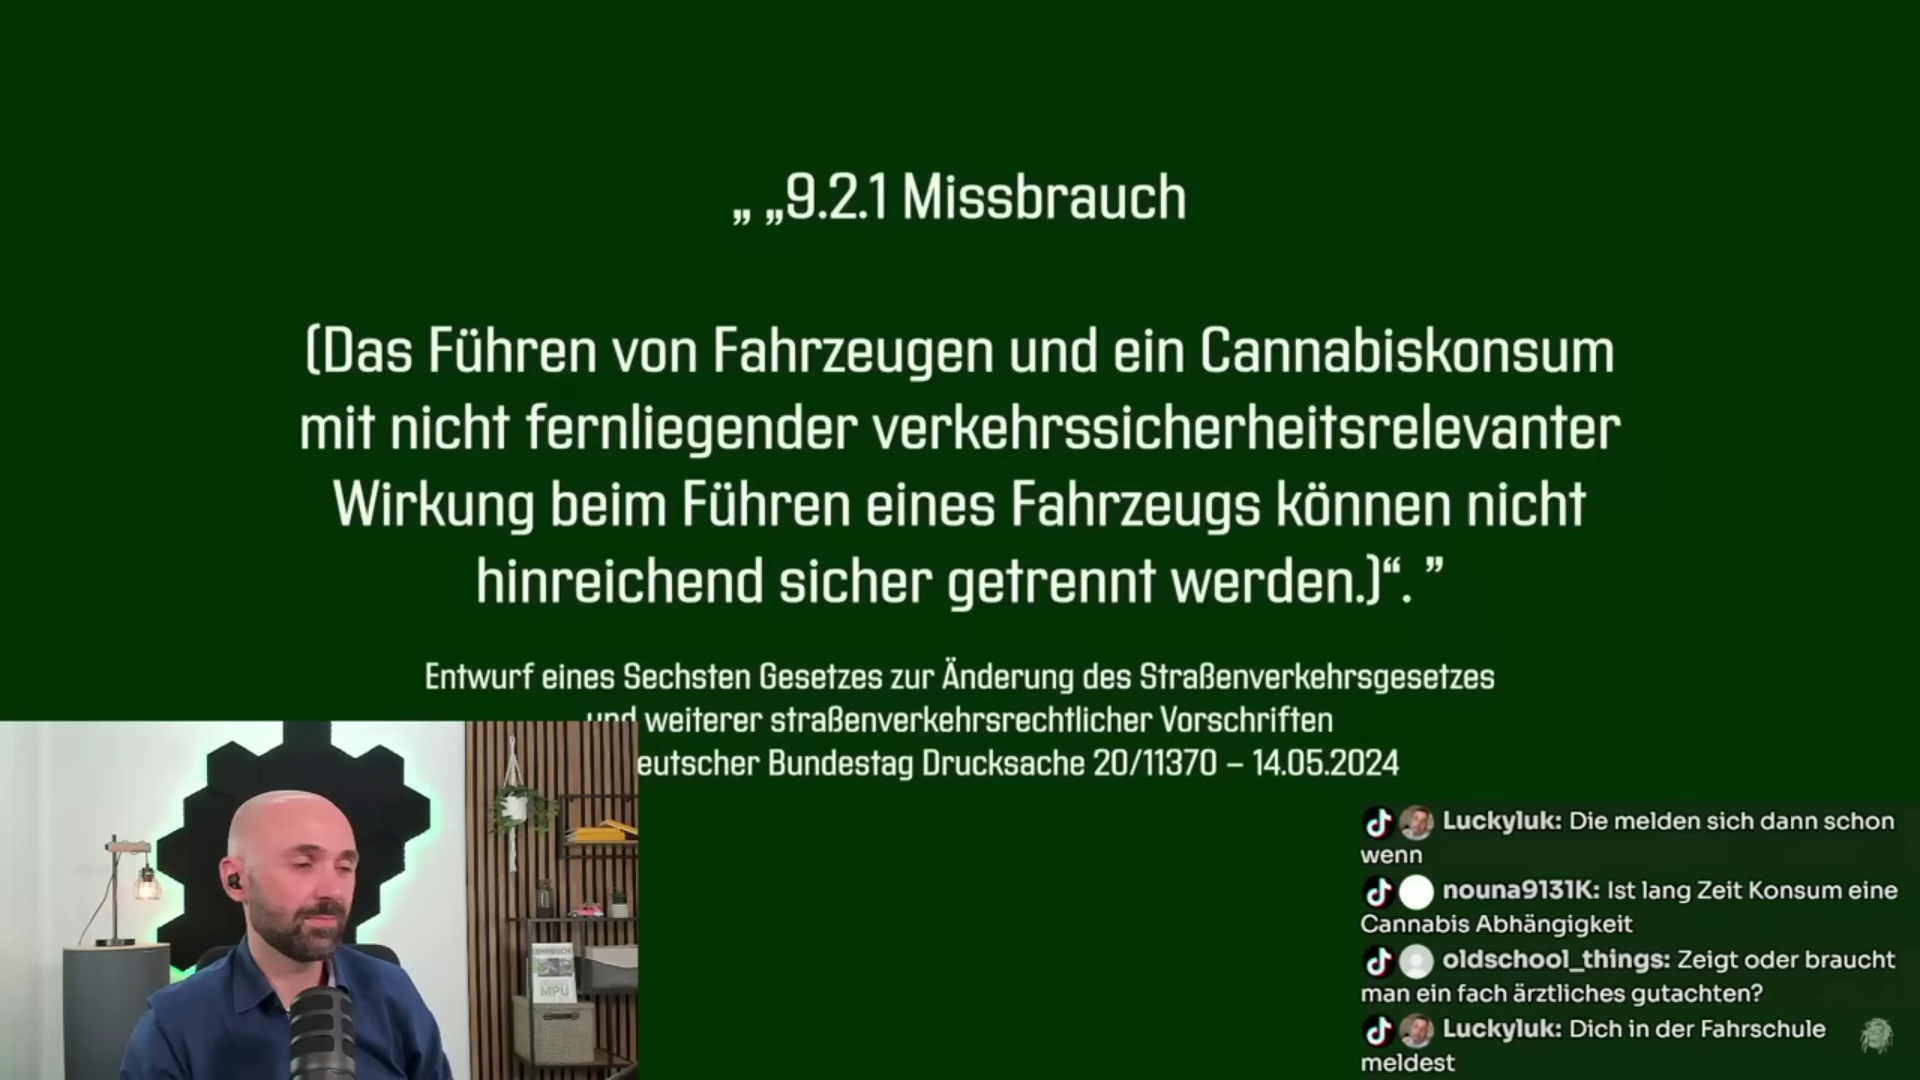 „ „9.2.1 Missbrauch
(Das Führen von Fahrzeugen und ein Cannabiskonsum
mit nicht fernliegender verkehrssicherheitsrelevanter
Wirkung beim Führen eines Fahrzeugs können nicht
hinreichend sicher getrennt werden.)“. ”
Entwurf eines Sechsten Gesetzes zur Änderung des Straßenverkehrsgesetzes
und weiterer straßenverkehrsrechtlicher Vorschriften
eutscher Bundestag Drucksache 20/11370 – 14.05.2024
Luckyluk: Die melden sich dann schon
wenn
nouna9131K: Ist lang Zeit Konsum eine
Cannabis Abhängigkeit
oldschool_things: Zeigt oder braucht
man ein fach ärztliches gutachten?
Luckyluk: Dich in der Fahrschule
meldest
MPU